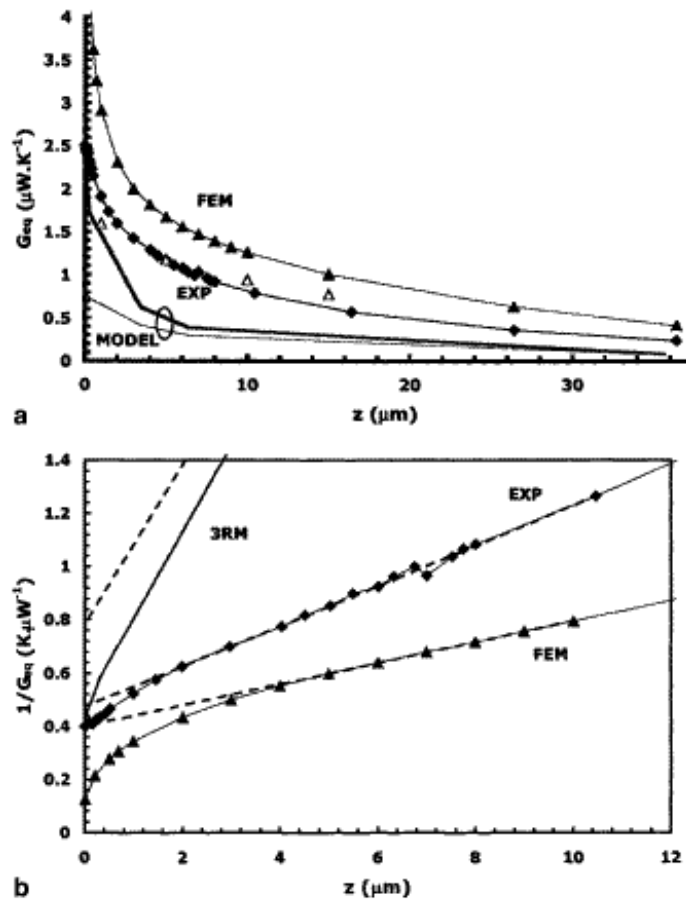 4
3.5
3
2.5
2
1.5
1
0.5
0
Geq (μW.K⁻¹)
FEM
EXP
MODEL
0 10 20 30
z (μm)
a
1.4
1.2
1
0.8
0.6
0.4
0.2
0
1/Geq (K.μW⁻¹)
EXP
3RM
FEM
0 2 4 6 8 10 12
z (μm)
b